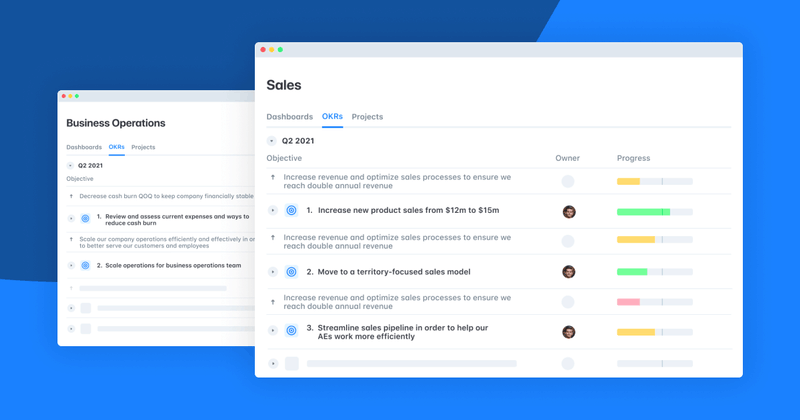 Business Operations
Dashboards OKRs Projects
Q2 2021
Objective
Decrease cash burn QOQ to keep company financially stable
1. Review and assess current expenses and ways to
reduce cash burn
Scale our company operations efficiently and effectively in
to better serve our customers and employees
2. Scale operations for business operations team
Sales
Dashboards OKRs Projects
Q2 2021
Objective Owner Progress
Increase revenue and optimize sales processes to ensure we
reach double annual revenue
1. Increase new product sales from $12m to $15m
Increase revenue and optimize sales processes to ensure we
reach double annual revenue
2. Move to a territory-focused sales model
Increase revenue and optimize sales processes to ensure we
reach double annual revenue
3. Streamline sales pipeline in order to help our
AEs work more efficiently